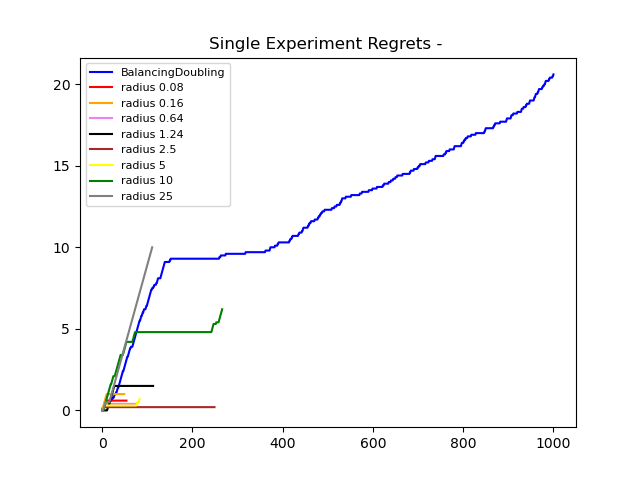 Single Experiment Regrets -
BalancingDoubling
radius 0.08
radius 0.16
radius 0.64
radius 1.24
radius 2.5
radius 5
radius 10
radius 25
20
15
10
5
0
0 200 400 600 800 1000